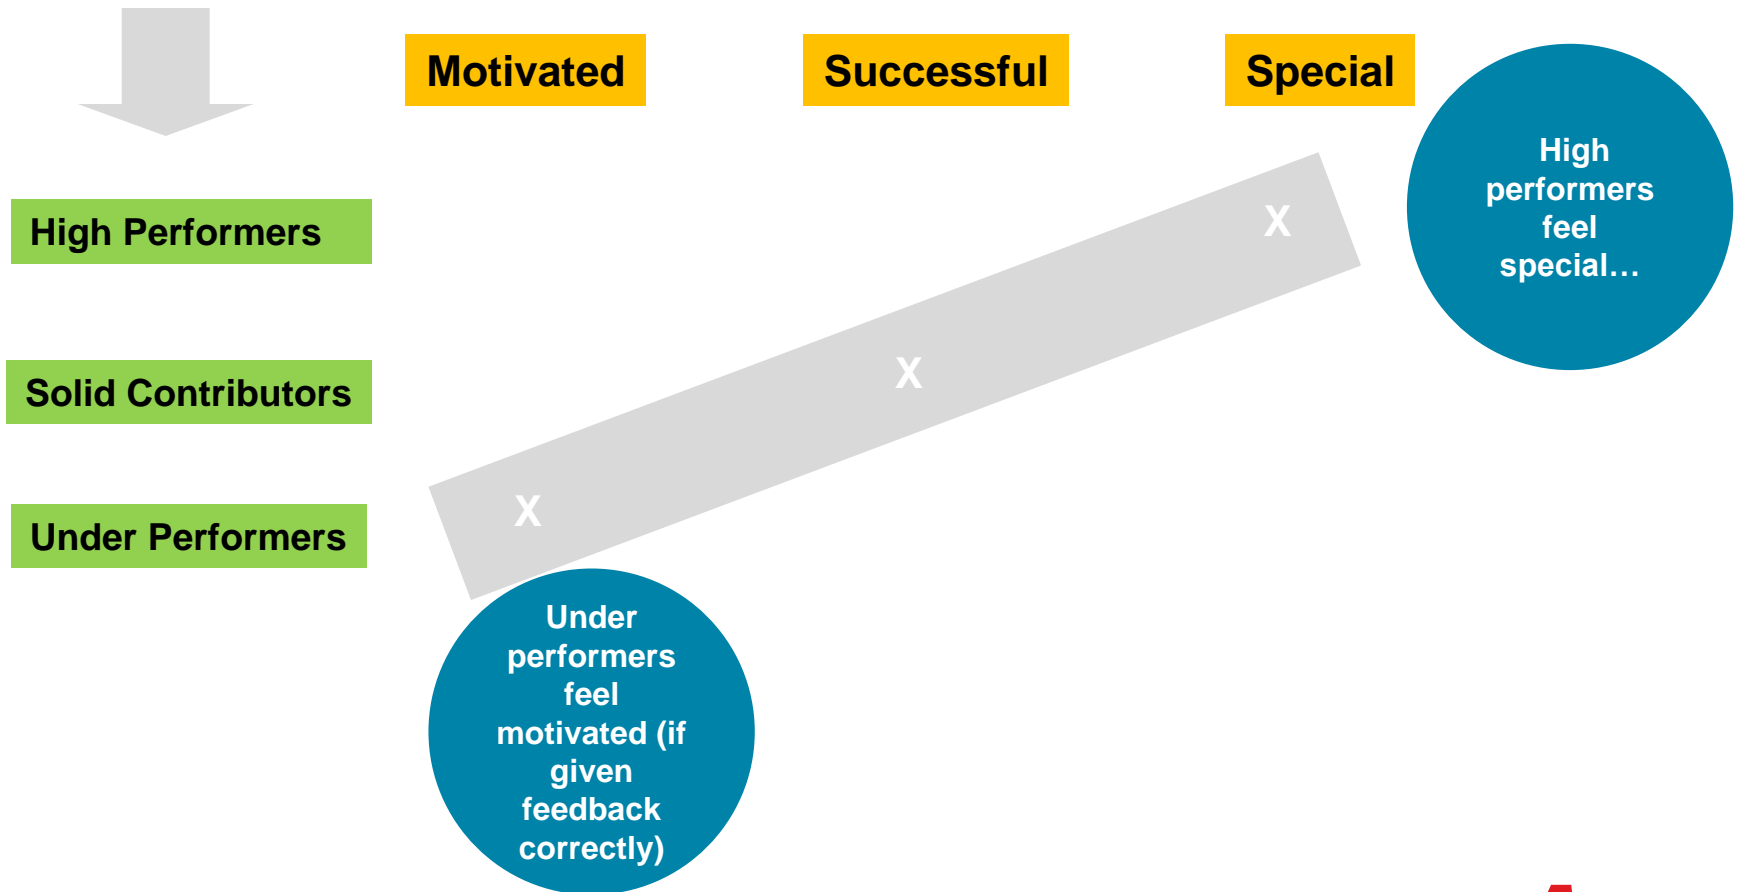 Motivated
Successful
Special
High
performers
feel
special…
High Performers
X
Solid Contributors
X
Under Performers
X
Under
performers
feel
motivated (if
given
feedback
correctly)